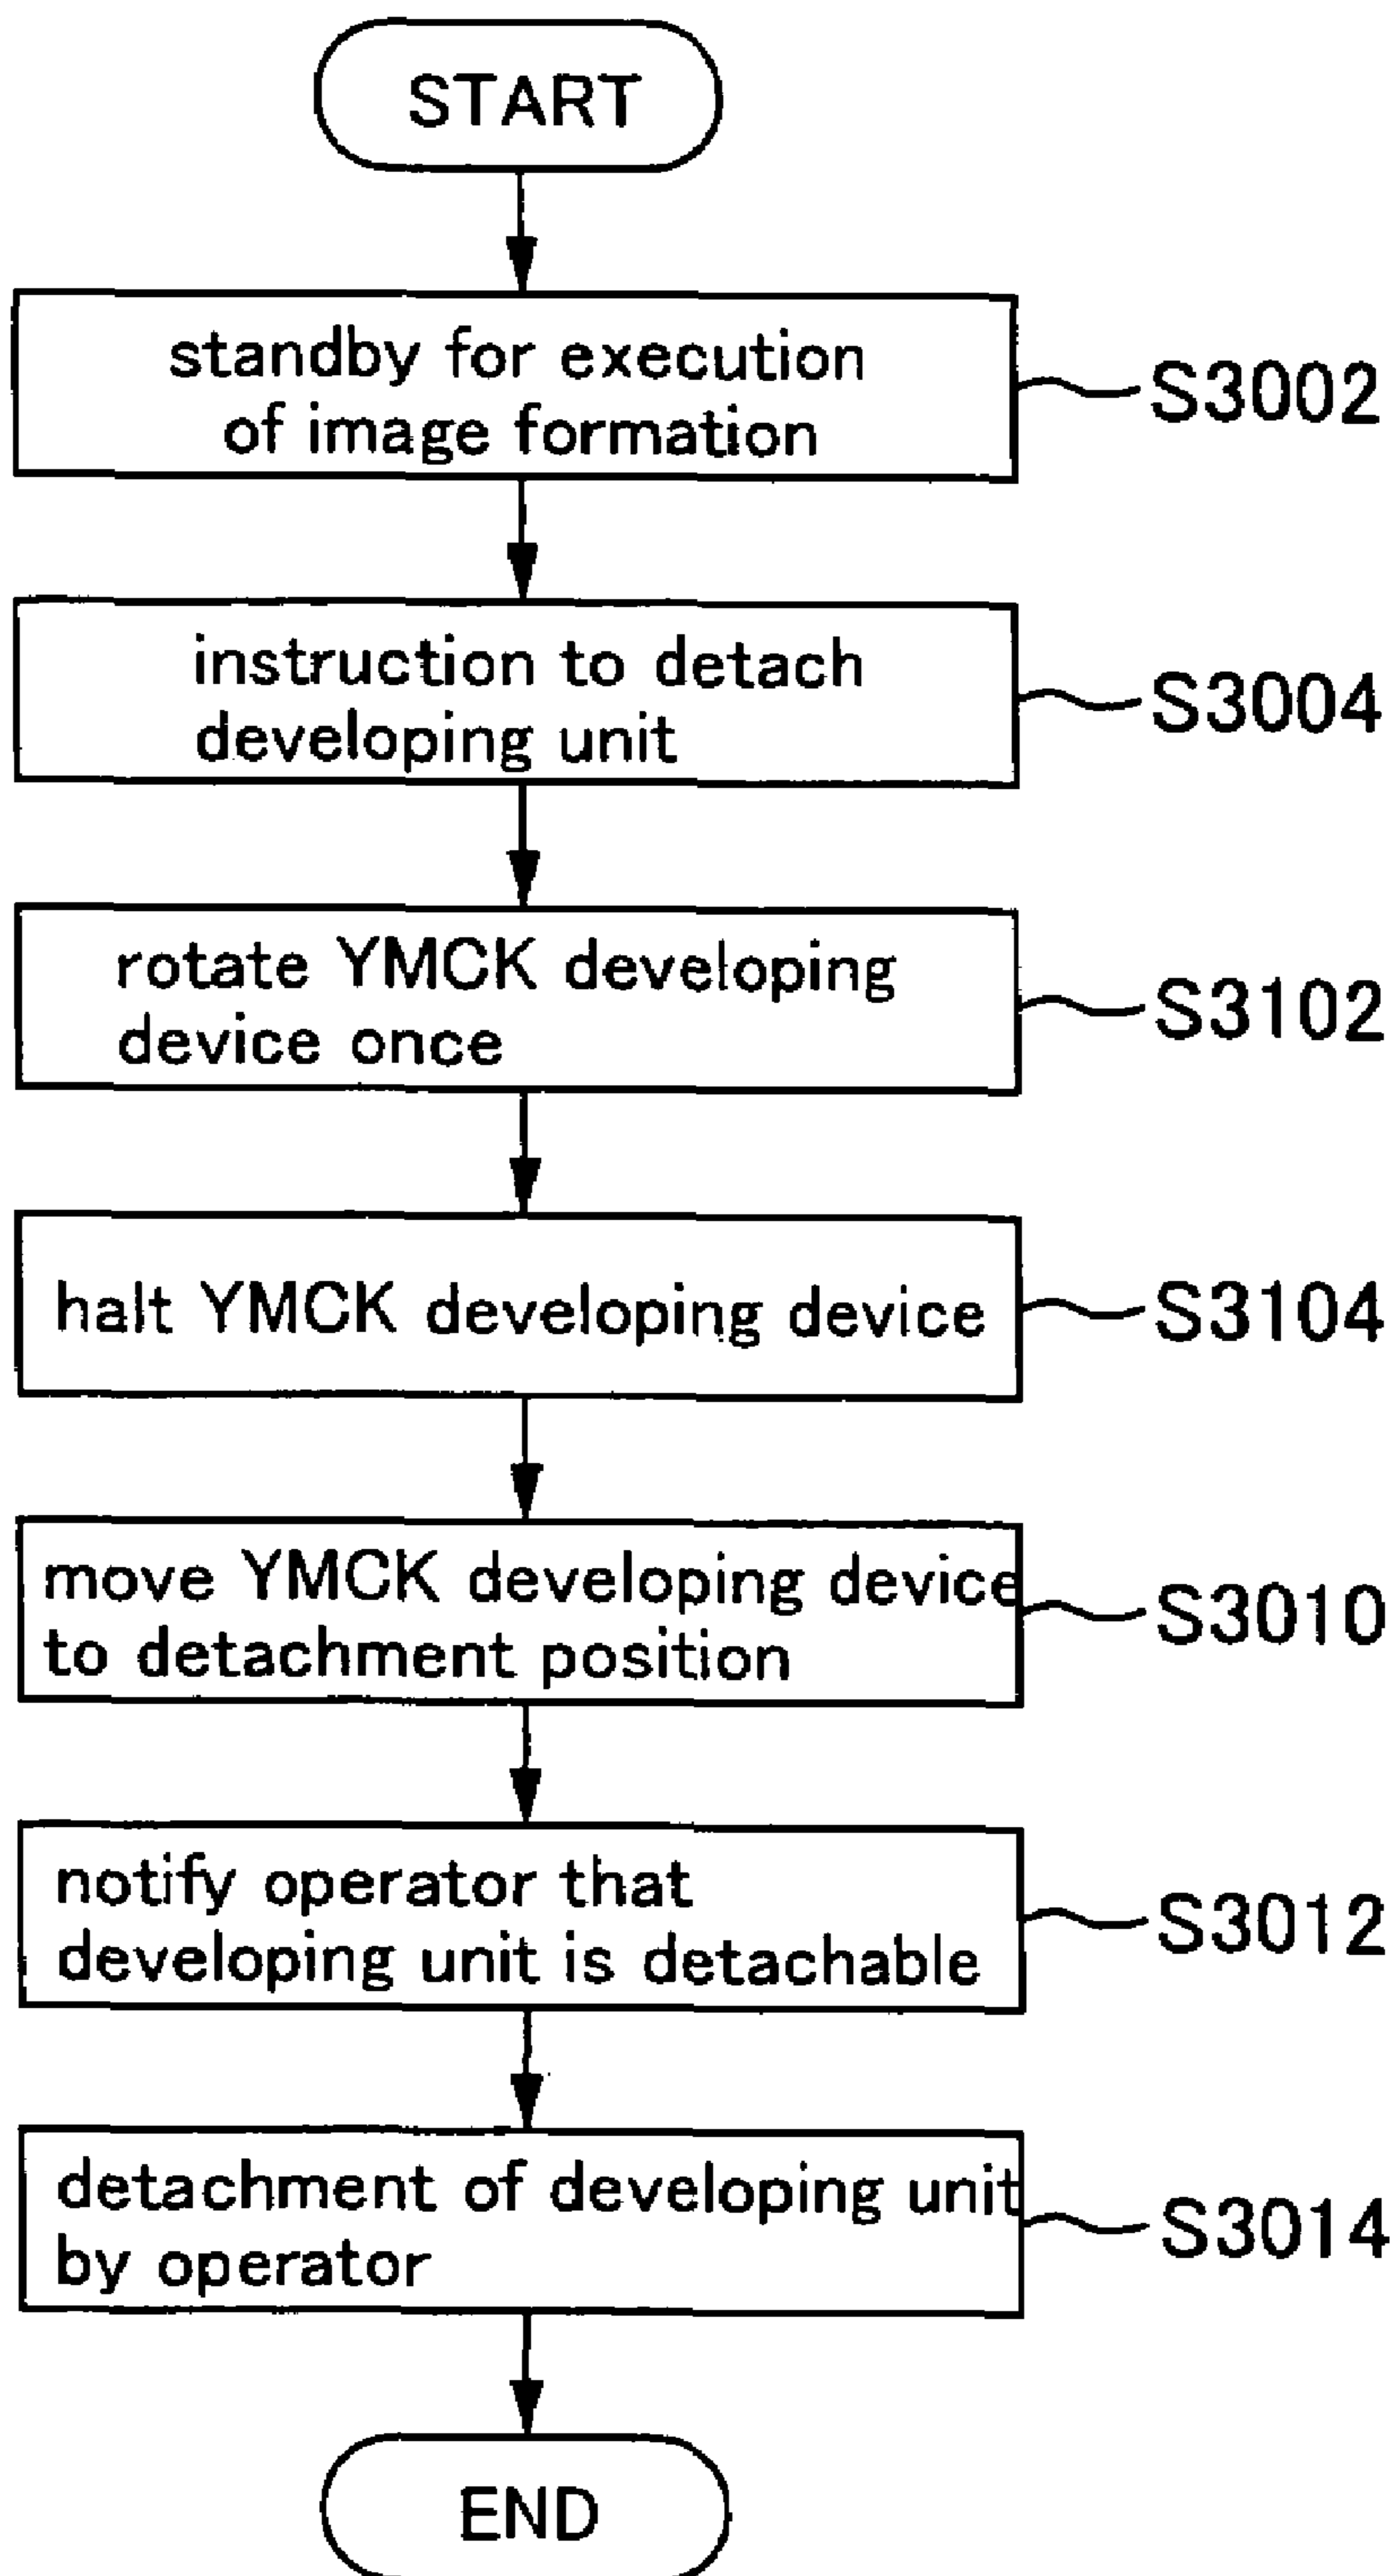 START
standby for execution
of image formation
S3002
instruction to detach
developing unit
S3004
rotate YMCK developing
device once
S3102
halt YMCK developing device
S3104
move YMCK developing device
to detachment position
S3010
notify operator that
developing unit is detachable
S3012
detachment of developing unit
by operator
S3014
END